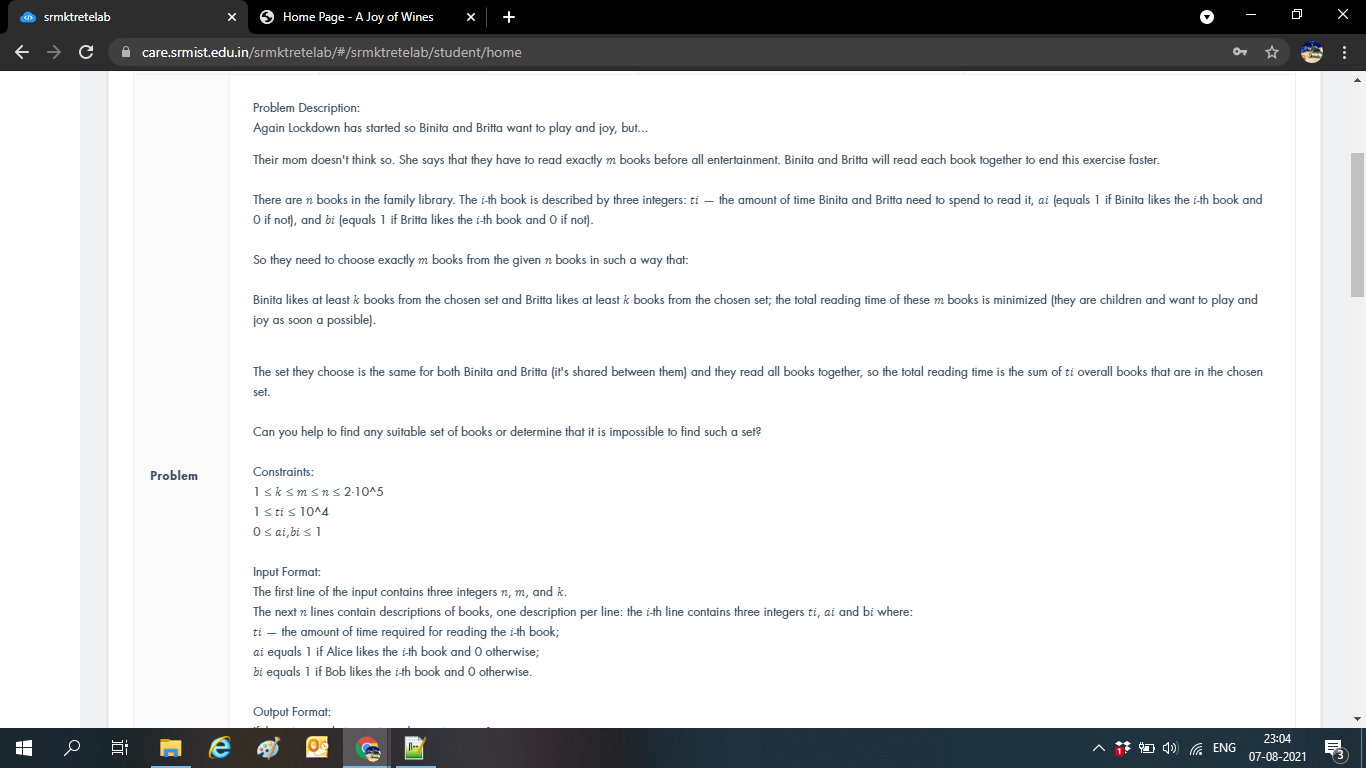 srmktretelab
Home Page - A Joy of Wines
care.srmist.edu.in/srmktretelab/#/srmktretelab/student/home
Problem Description:
Again Lockdown has started so Binita and Britta want to play and joy, but...
Their mom doesn't think so. She says that they have to read exactly m books before all entertainment. Binita and Britta will read each book together to end this exercise faster.
There are n books in the family library. The i-th book is described by three integers: ti — the amount of time Binita and Britta need to spend to read it, ai (equals 1 if Binita likes the i-th book and
0 if not), and bi (equals 1 if Britta likes the i-th book and 0 if not).
So they need to choose exactly m books from the given n books in such a way that:
Binita likes at least k books from the chosen set and Britta likes at least k books from the chosen set; the total reading time of these m books is minimized (they are children and want to play and
joy as soon a possible).
The set they choose is the same for both Binita and Britta (it's shared between them) and they read all books together, so the total reading time is the sum of ti overall books that are in the chosen
set.
Can you help to find any suitable set of books or determine that it is impossible to find such a set?
Problem
Constraints:
1 ≤ k ≤ m ≤ n ≤ 2·10^5
1 ≤ ti ≤ 10^4
0 ≤ ai,bi ≤ 1
Input Format:
The first line of the input contains three integers n, m, and k.
The next n lines contain descriptions of books, one description per line: the i-th line contains three integers ti, ai and bi where:
ti — the amount of time required for reading the i-th book;
ai equals 1 if Alice likes the i-th book and 0 otherwise;
bi equals 1 if Bob likes the i-th book and 0 otherwise.
Output Format:
ENG
23:04
07-08-2021
3